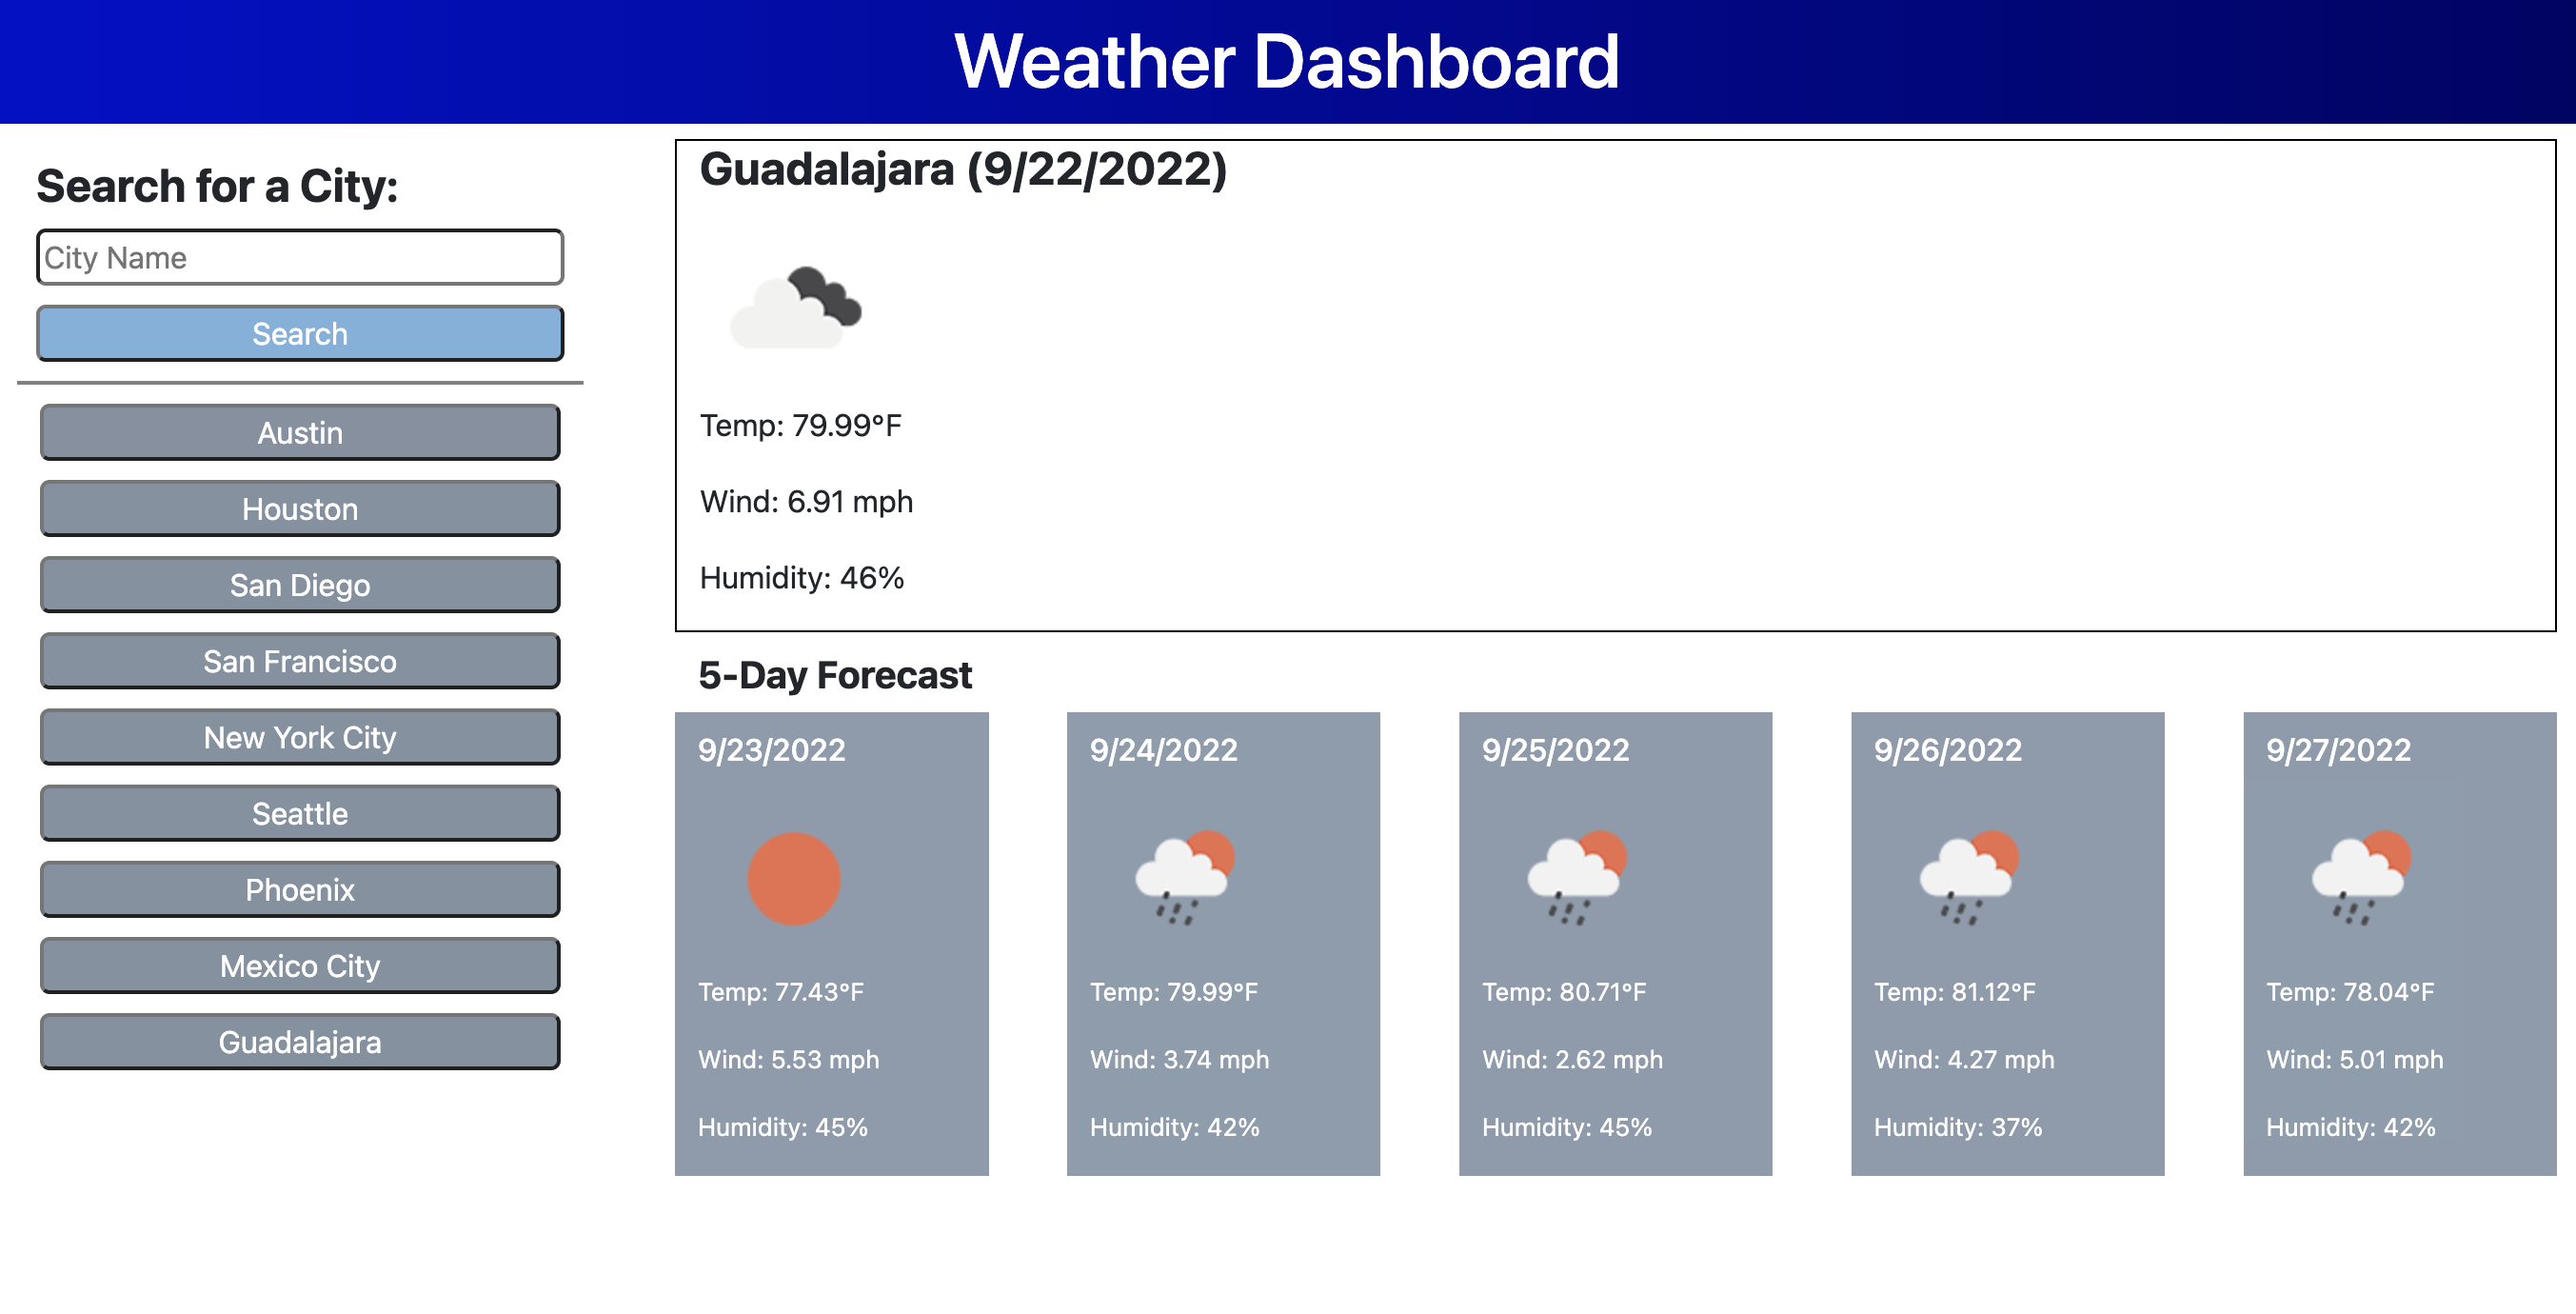 Weather Dashboard
Search for a City:
City Name
Search
Austin
Houston
San Diego
San Francisco
New York City
Seattle
Phoenix
Mexico City
Guadalajara
Guadalajara (9/22/2022)
Temp: 79.99°F
Wind: 6.91 mph
Humidity: 46%
5-Day Forecast
9/23/2022
Temp: 77.43°F
Wind: 5.53 mph
Humidity: 45%
9/24/2022
Temp: 79.99°F
Wind: 3.74 mph
Humidity: 42%
9/25/2022
Temp: 80.71°F
Wind: 2.62 mph
Humidity: 45%
9/26/2022
Temp: 81.12°F
Wind: 4.27 mph
Humidity: 37%
9/27/2022
Temp: 78.04°F
Wind: 5.01 mph
Humidity: 42%